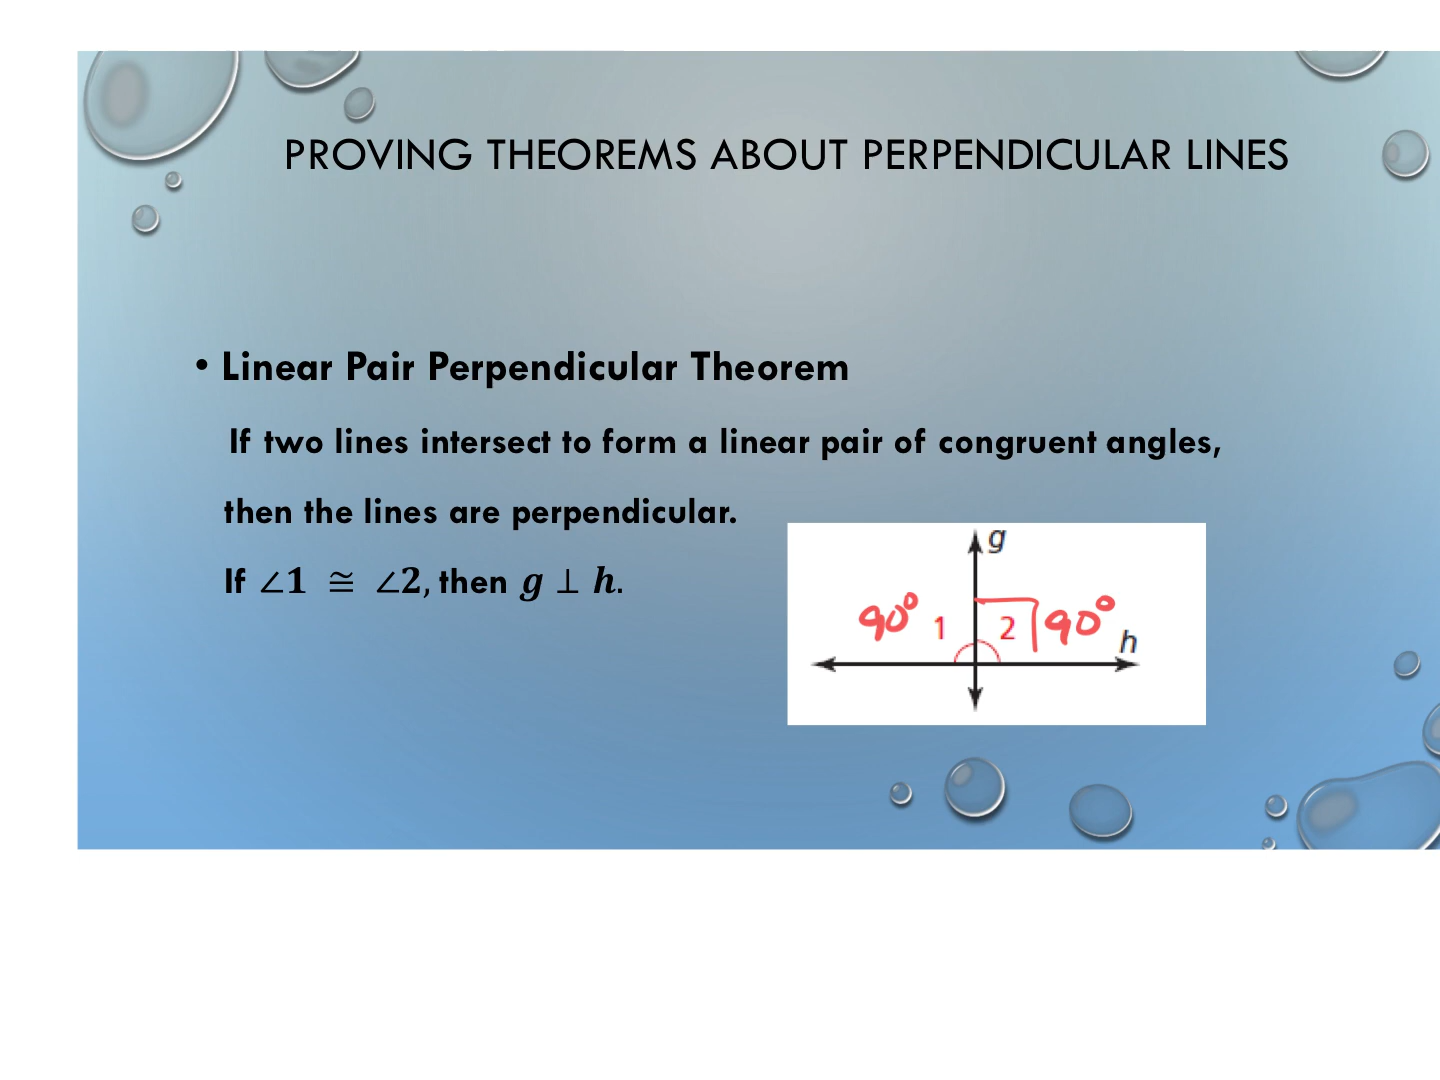 PROVING THEOREMS ABOUT PERPENDICULAR LINES
• Linear Pair Perpendicular Theorem
If two lines intersect to form a linear pair of congruent angles,
then the lines are perpendicular.
If ∠1 ≅ ∠2, then g ⊥ h.
g
90° 1 2 90°
h